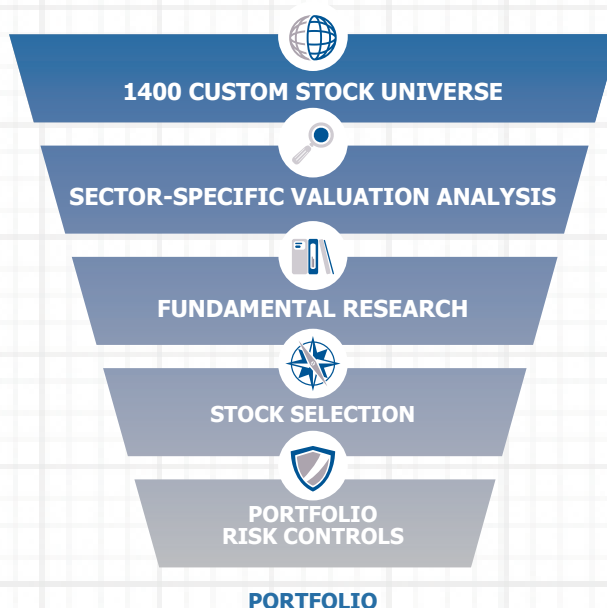 1400 CUSTOM STOCK UNIVERSE
SECTOR-SPECIFIC VALUATION ANALYSIS
FUNDAMENTAL RESEARCH
STOCK SELECTION
PORTFOLIO
RISK CONTROLS
PORTFOLIO